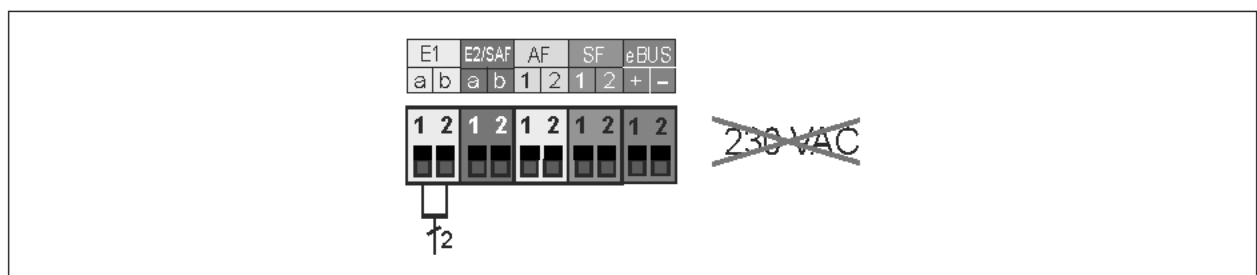 E1 E2/SAF AF SF eBUS
a b a b 1 2 1 2 + −
1 2 1 2 1 2 1 2 1 2
230 VAC
2